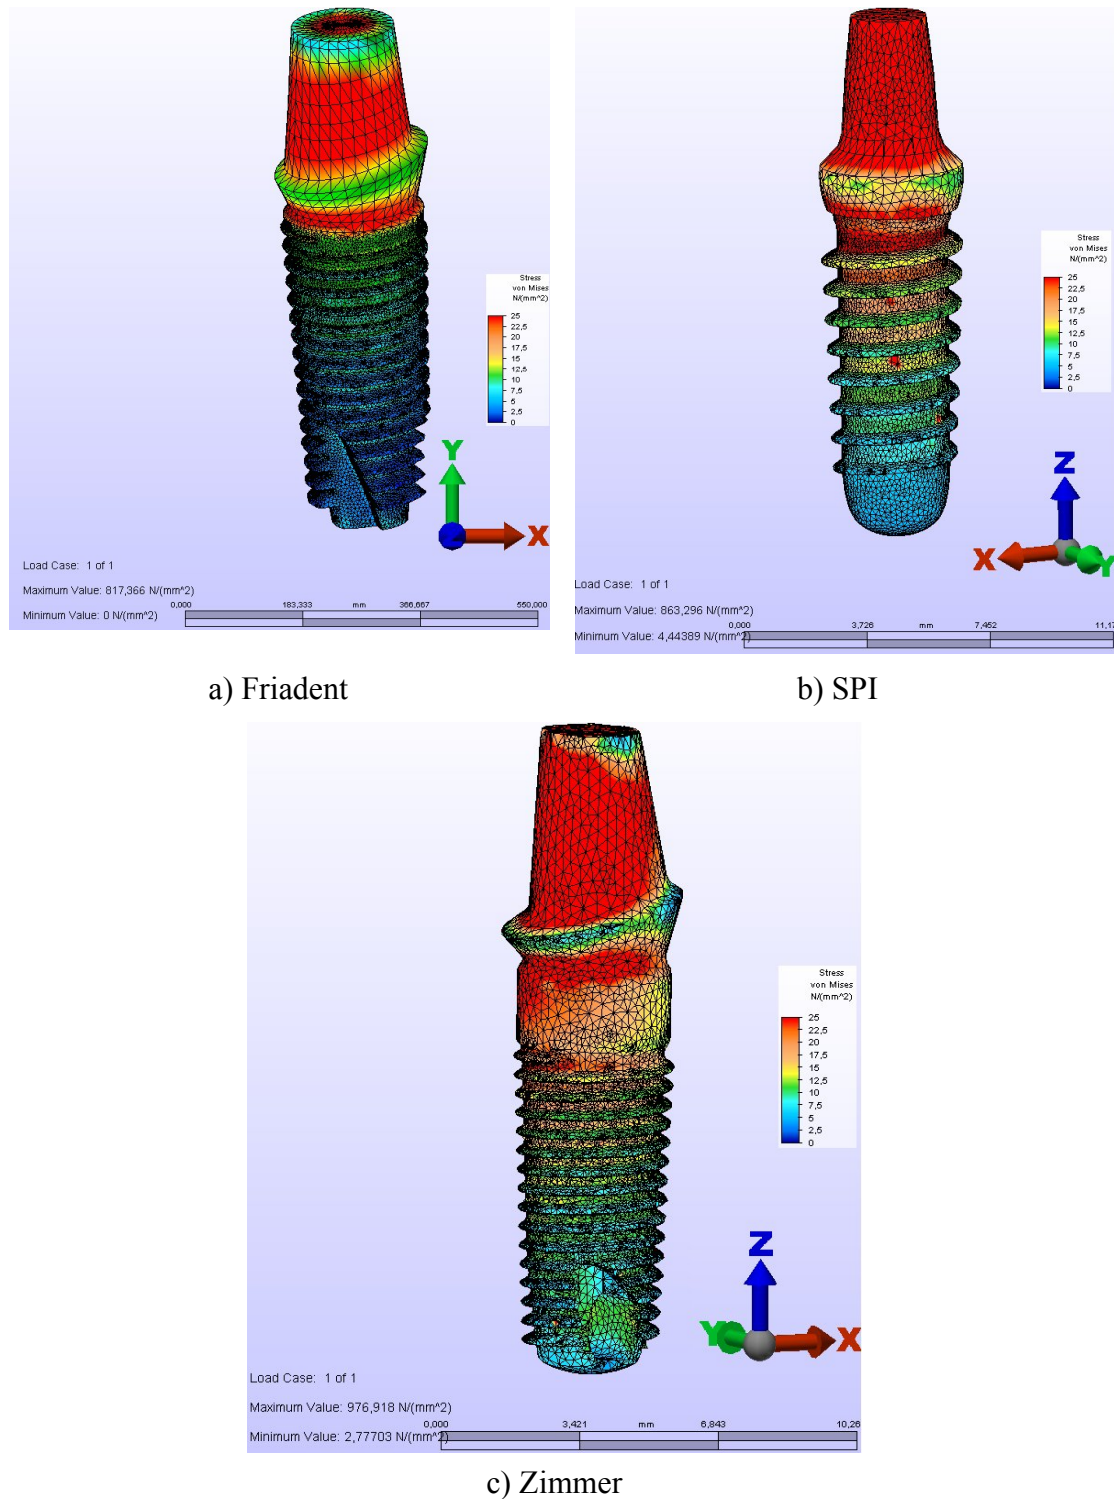 Stress
von Mises
N/(mm^2)
25
22,5
20
17,5
15
12,5
10
7,5
5
2,5
0
Y
X
Load Case: 1 of 1
Maximum Value: 817,366 N/(mm^2)
Minimum Value: 0 N/(mm^2)
0,000 183,333 mm 366,667 550,000
a) Friadent
Stress
von Mises
N/(mm^2)
25
22,5
20
17,5
15
12,5
10
7,5
5
2,5
0
Z
X
Y
Load Case: 1 of 1
Maximum Value: 863,296 N/(mm^2)
Minimum Value: 4,44389 N/(mm^2)
0,000 3,726 mm 7,452 11,17
b) SPI
Stress
von Mises
N/(mm^2)
25
22,5
20
17,5
15
12,5
10
7,5
5
2,5
0
Z
Y
X
Load Case: 1 of 1
Maximum Value: 976,918 N/(mm^2)
Minimum Value: 2,77703 N/(mm^2)
0,000 3,421 mm 6,843 10,26
c) Zimmer